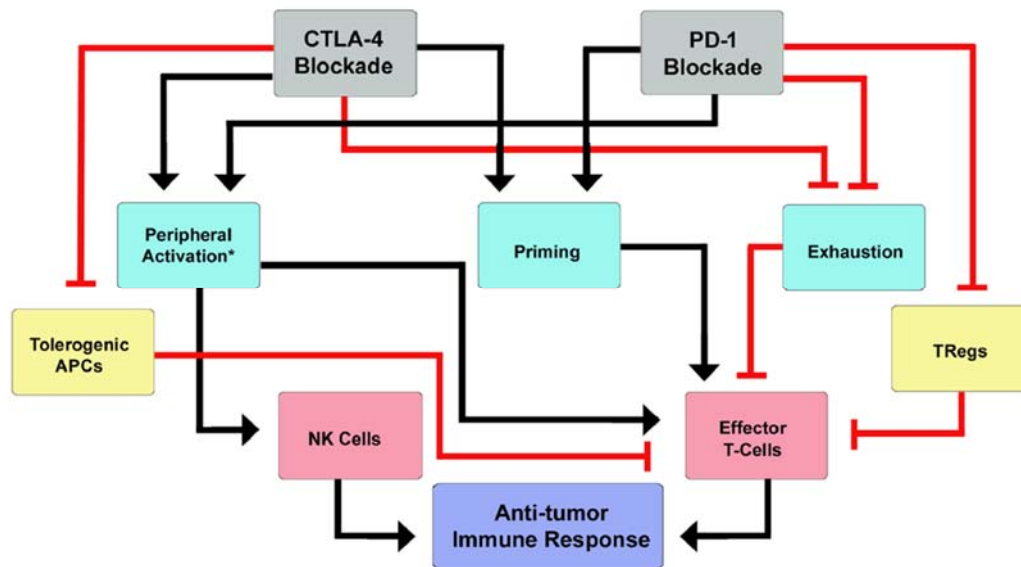 CTLA-4
Blockade
PD-1
Blockade
Peripheral
Activation*
Priming
Exhaustion
Tolerogenic
APCs
TRegs
NK Cells
Effector
T-Cells
Anti-tumor
Immune Response